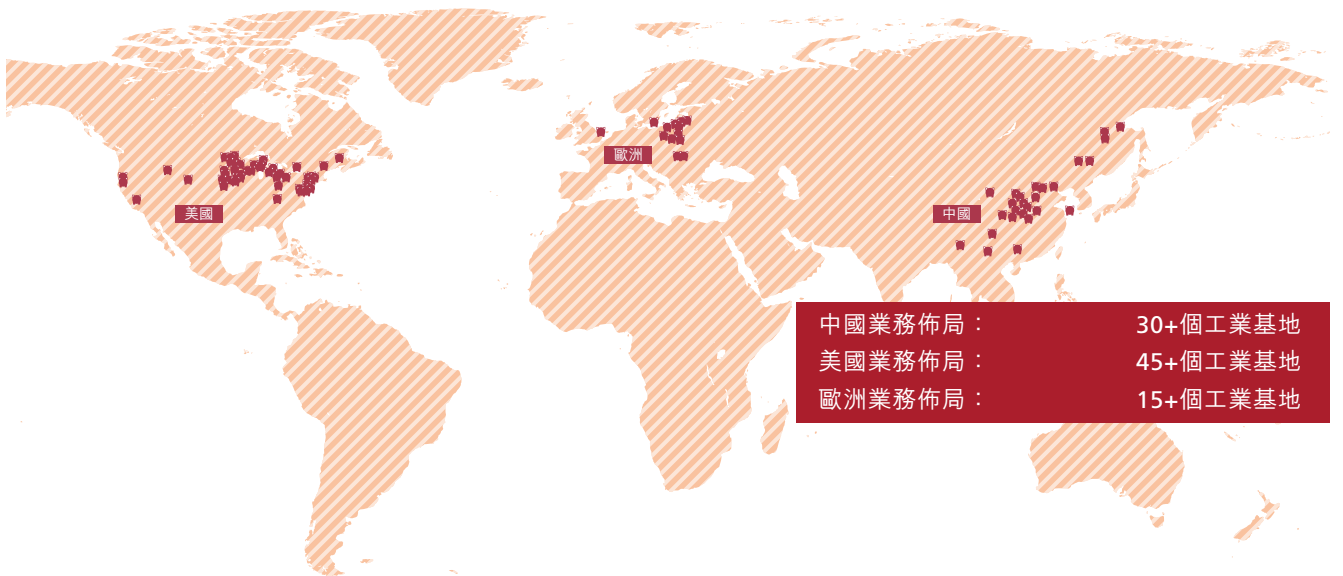 歐洲
美國
中國
中國業務佈局： 30+個工業基地
美國業務佈局： 45+個工業基地
歐洲業務佈局： 15+個工業基地